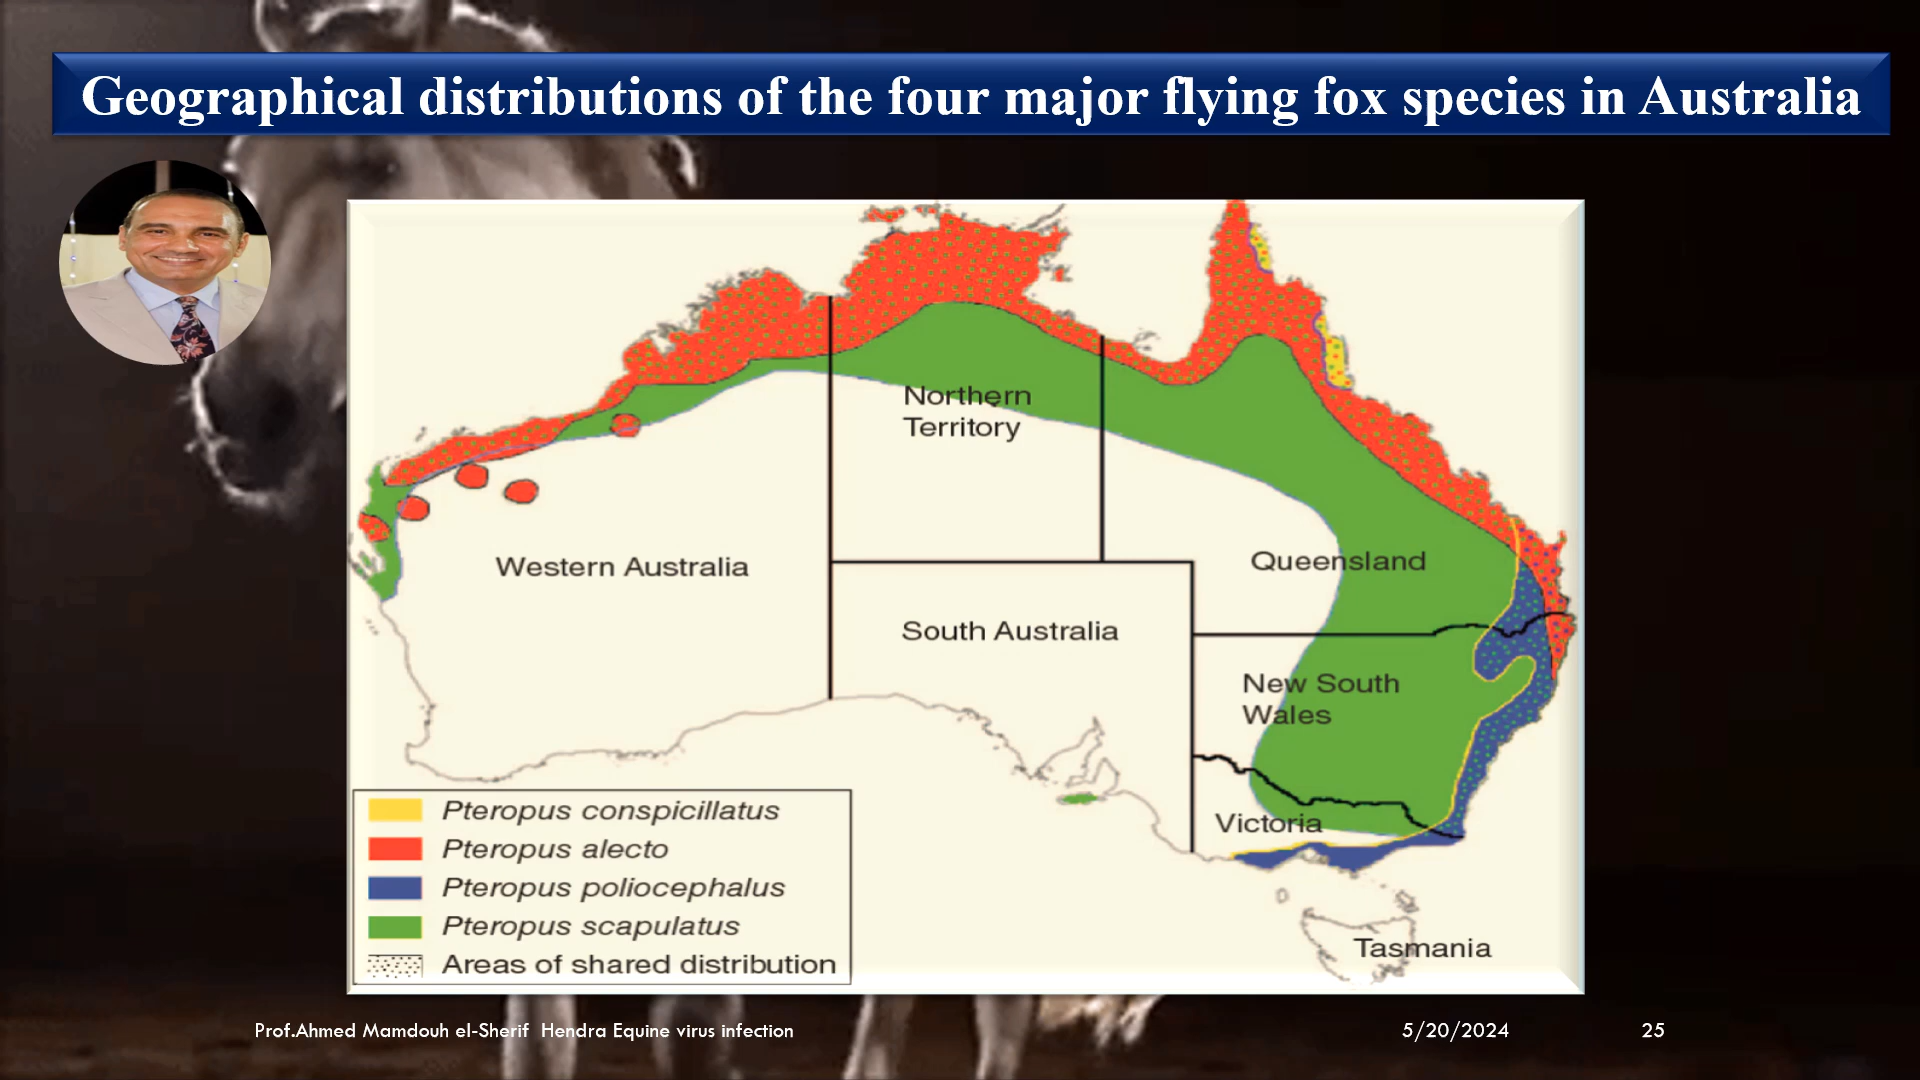 Geographical distributions of the four major flying fox species in Australia
Northern
Territory
Western Australia
Queensland
South Australia
New South
Wales
Victoria
Tasmania
Pteropus conspicillatus
Pteropus alecto
Pteropus poliocephalus
Pteropus scapulatus
Areas of shared distribution
Prof.Ahmed Mamdouh el-Sherif Hendra Equine virus infection
5/20/2024
25